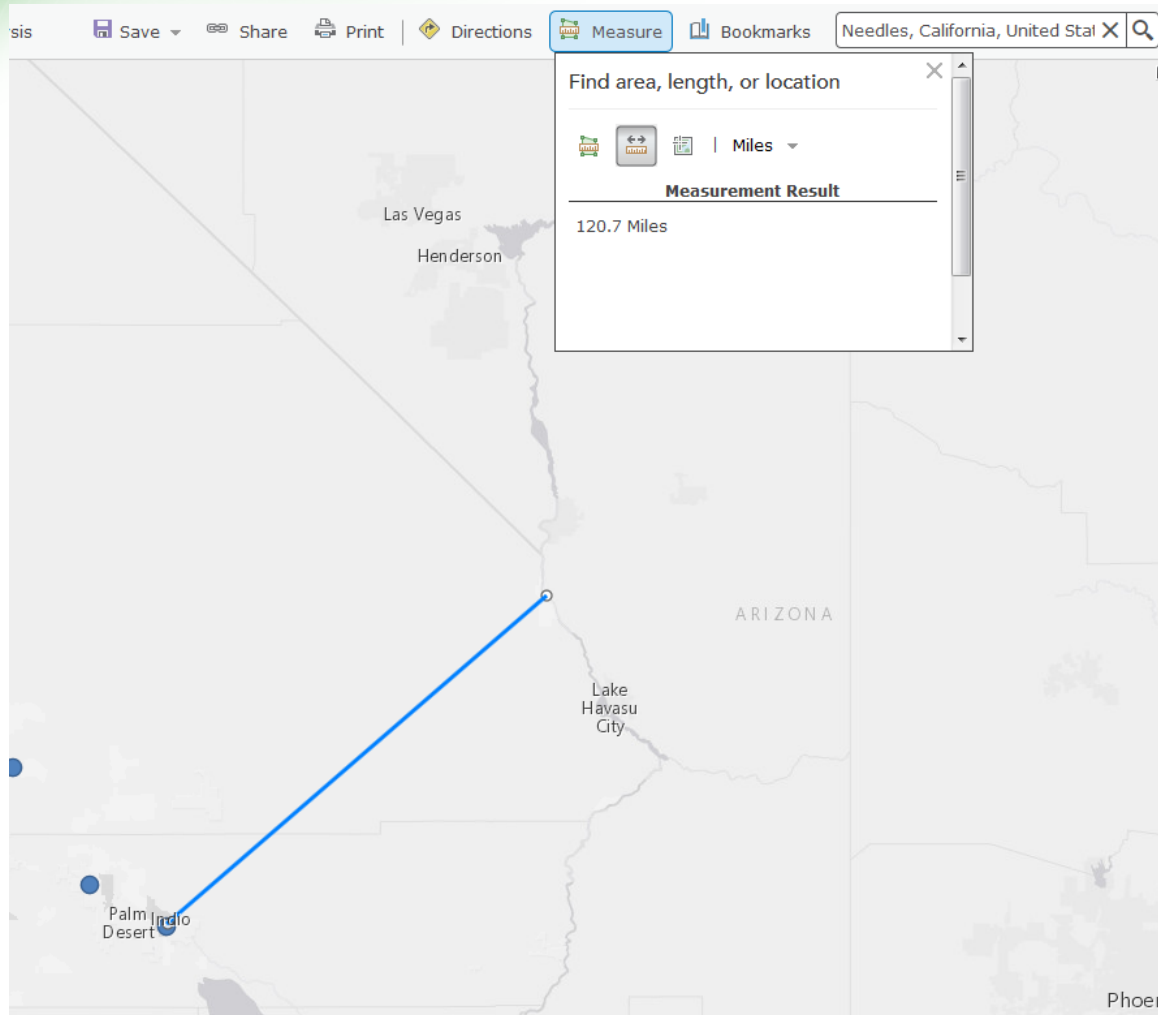 sis Save Share Print | Directions Measure Bookmarks Needles, California, United Stat
Find area, length, or location
| Miles
Measurement Result
120.7 Miles
Las Vegas
Henderson
ARIZONA
Lake
Havasu
City
Palm
Desert
Indio
Phoe